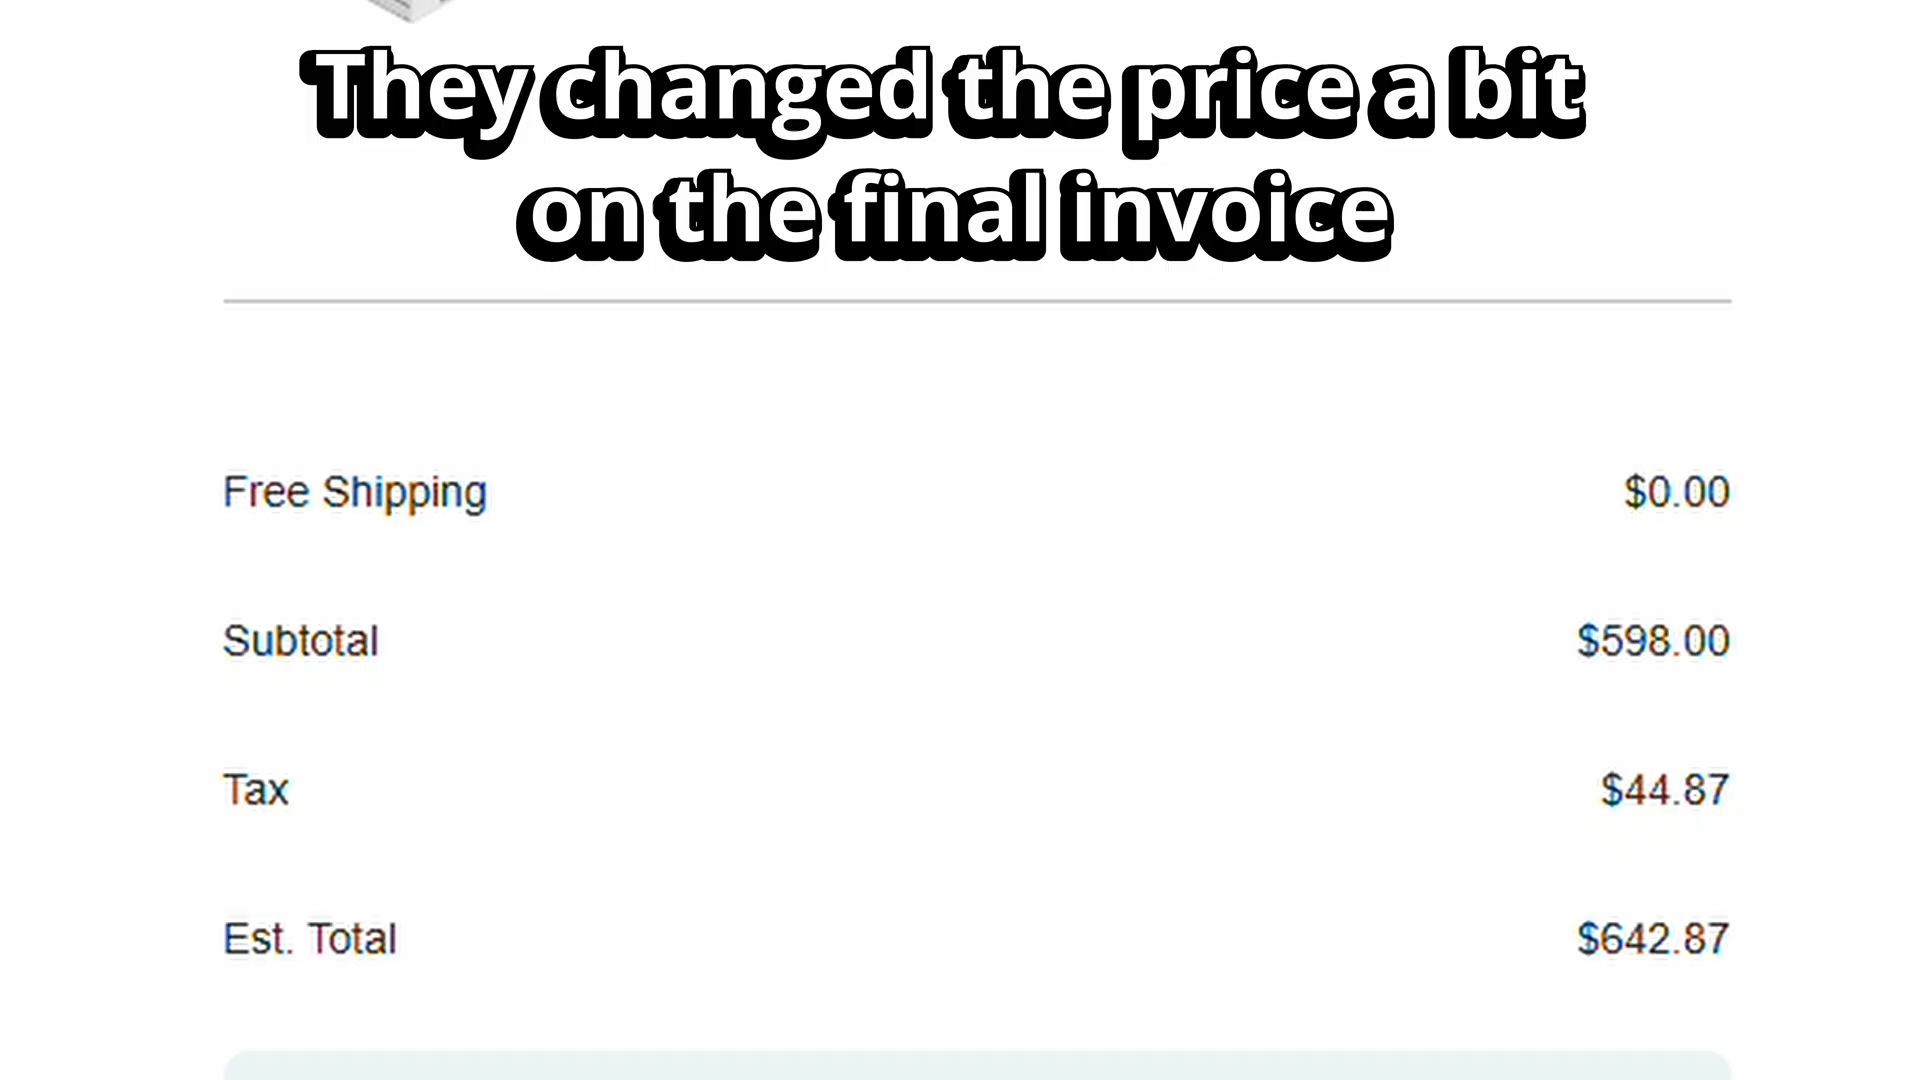 They changed the price a bit
on the final invoice
Free Shipping $0.00
Subtotal $598.00
Tax $44.87
Est. Total $642.87